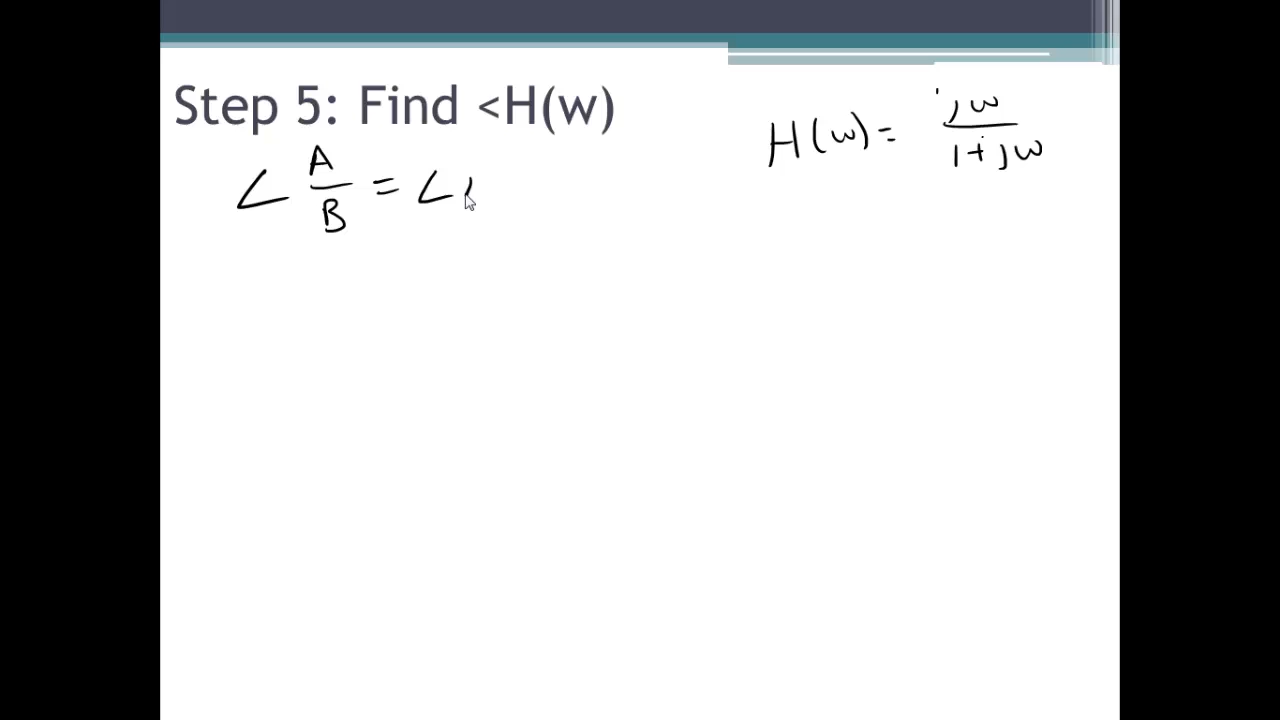 Step 5: Find <H(w)
H(w) = jw / 1+jw
∠ A / B = ∠